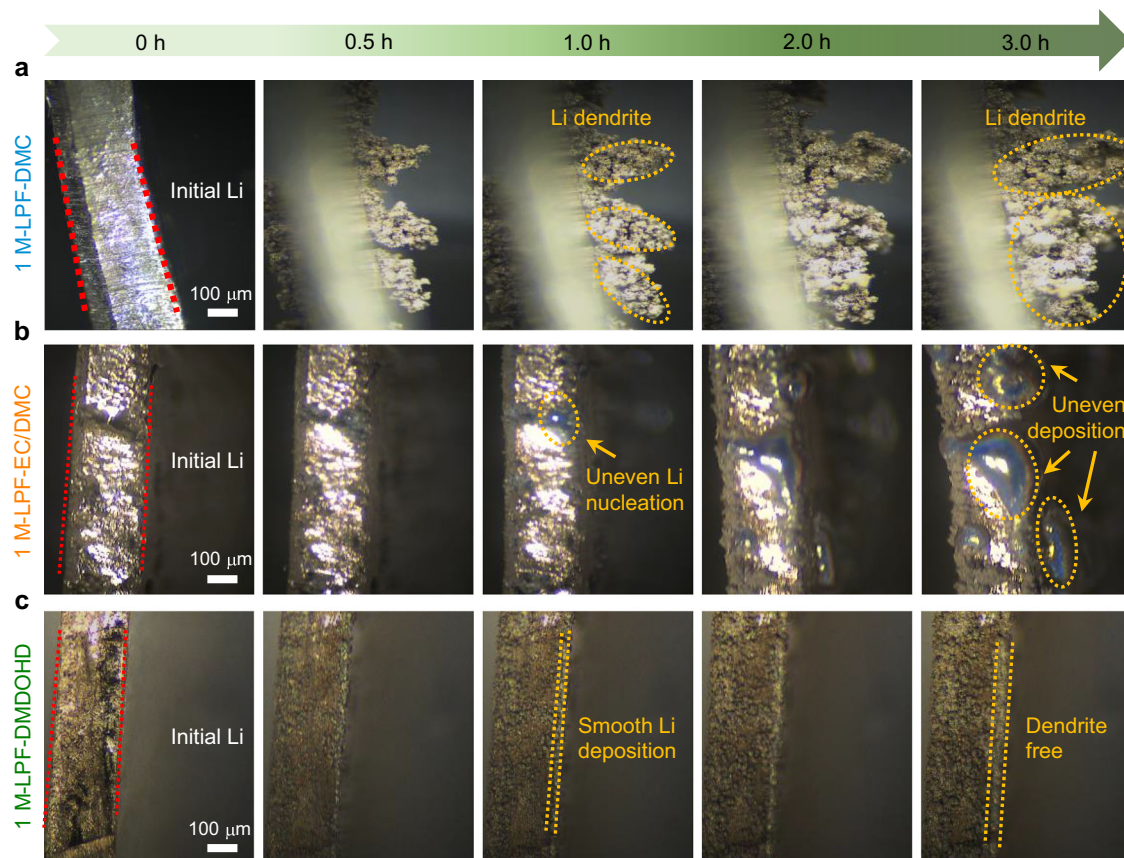 0 h
0.5 h
1.0 h
2.0 h
3.0 h
a
1 M-LPF-DMC
Initial Li
100 μm
Li dendrite
Li dendrite
b
1 M-LPF-EC/DMC
Initial Li
100 μm
Uneven Li
nucleation
Uneven
deposition
c
1 M-LPF-DMDOHD
Initial Li
100 μm
Smooth Li
deposition
Dendrite
free